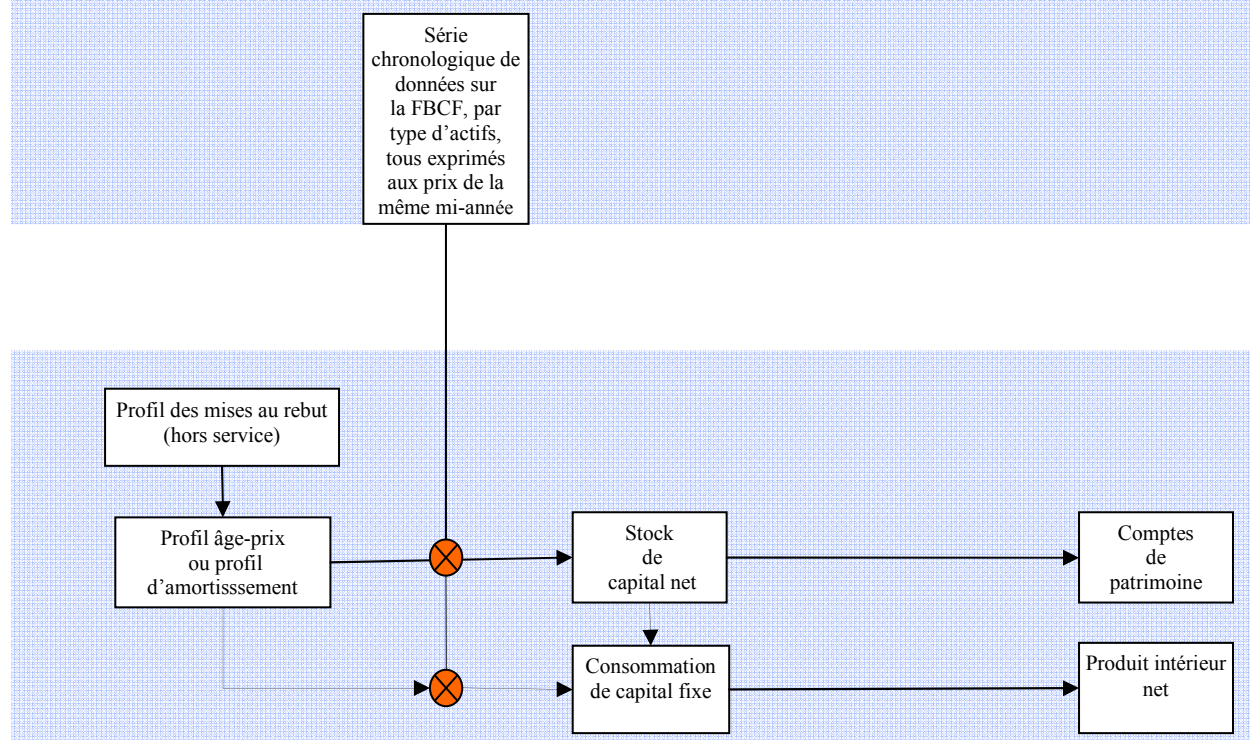 Série
chronologique de
données sur
la FBCF, par
type d'actifs,
tous exprimés
aux prix de la
même mi-année
Profil des mises au rebut
(hors service)
Profil âge-prix
ou profil
d'amortisssement
Stock
de
capital net
Comptes
de
patrimoine
Consommation
de capital fixe
Produit intérieur
net